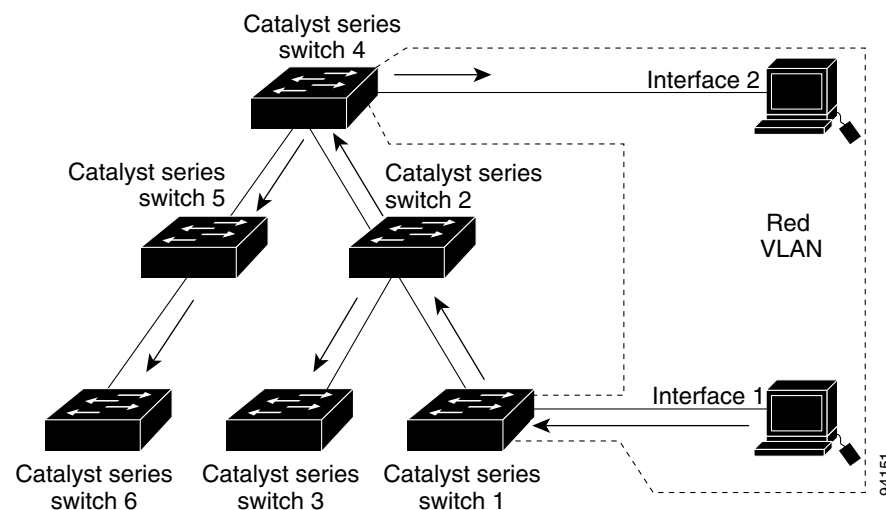 Catalyst series
switch 4
Interface 2
Catalyst series
switch 5
Catalyst series
switch 2
Red
VLAN
Interface 1
Catalyst series
switch 6
Catalyst series
switch 3
Catalyst series
switch 1
94151